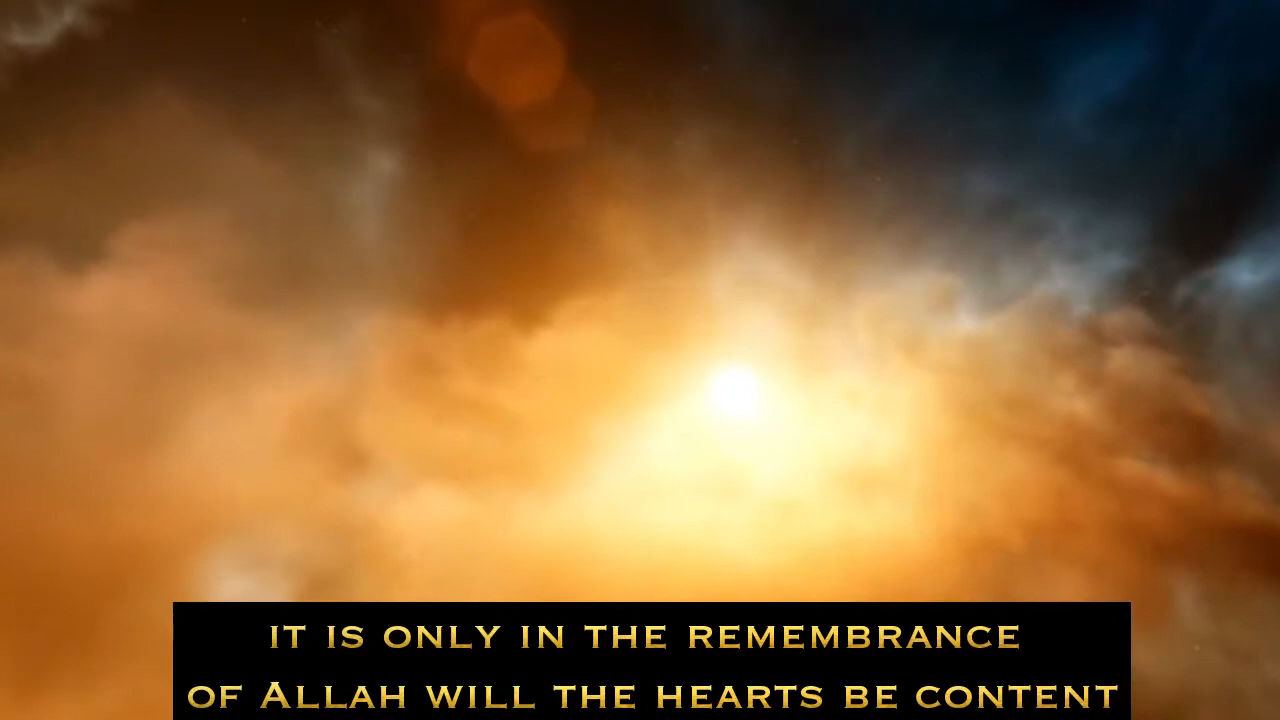 IT IS ONLY IN THE REMEMBRANCE
OF ALLAH WILL THE HEARTS BE CONTENT